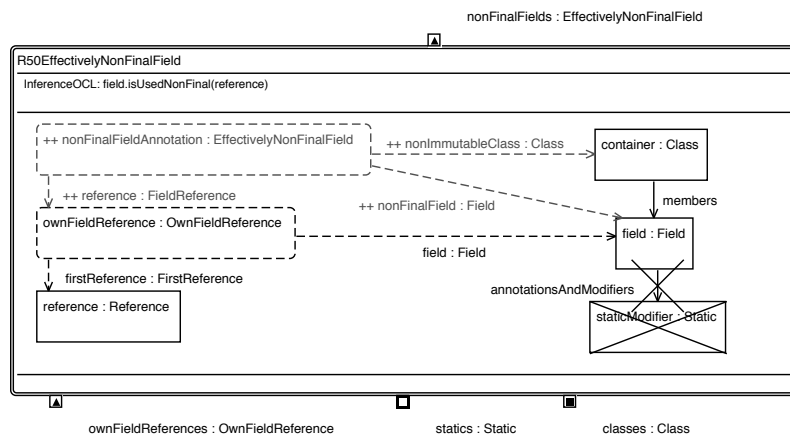 nonFinalFields : EffectivelyNonFinalField
R50EffectivelyNonFinalField
InferenceOCL: field.isUsedNonFinal(reference)
++ nonFinalFieldAnnotation : EffectivelyNonFinalField
++ nonImmutableClass : Class
container : Class
++ reference : FieldReference
++ nonFinalField : Field
members
ownFieldReference : OwnFieldReference
field : Field
field : Field
firstReference : FirstReference
annotationsAndModifiers
reference : Reference
staticModifier : Static
ownFieldReferences : OwnFieldReference
statics : Static
classes : Class